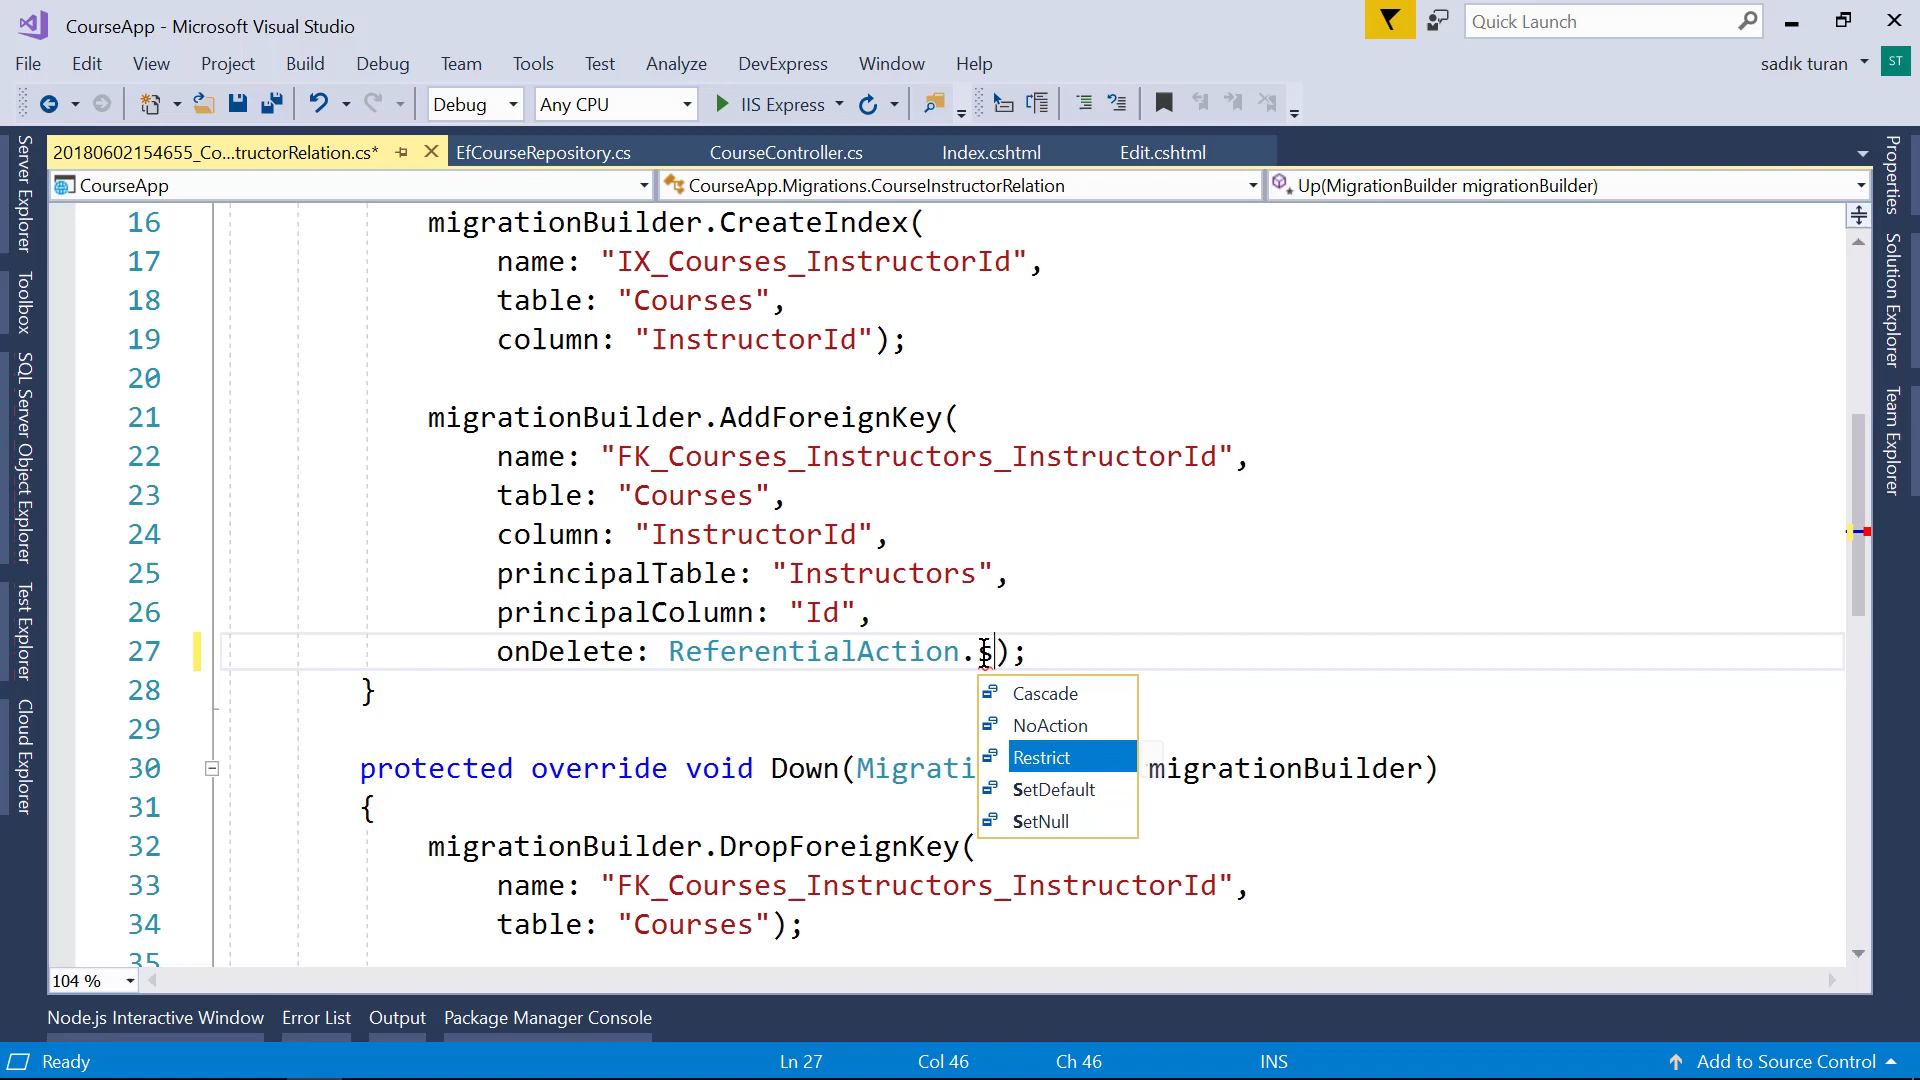 CourseApp - Microsoft Visual Studio
Quick Launch
File Edit View Project Build Debug Team Tools Test Analyze DevExpress Window Help
sadık turan
ST
Debug Any CPU IIS Express
20180602154655_Co...tructorRelation.cs* EfCourseRepository.cs CourseController.cs Index.cshtml Edit.cshtml
CourseApp CourseApp.Migrations.CourseInstructorRelation Up(MigrationBuilder migrationBuilder)
Server Explorer
Toolbox
SQL Server Object Explorer
Test Explorer
Cloud Explorer
16 migrationBuilder.CreateIndex(
17 name: "IX_Courses_InstructorId",
18 table: "Courses",
19 column: "InstructorId");
20
21 migrationBuilder.AddForeignKey(
22 name: "FK_Courses_Instructors_InstructorId",
23 table: "Courses",
24 column: "InstructorId",
25 principalTable: "Instructors",
26 principalColumn: "Id",
27 onDelete: ReferentialAction.s);
28 }
29
30 protected override void Down(Migrati migrationBuilder)
31 {
32 migrationBuilder.DropForeignKey(
33 name: "FK_Courses_Instructors_InstructorId",
34 table: "Courses");
35
Cascade
NoAction
Restrict
SetDefault
SetNull
Properties
Solution Explorer
Team Explorer
104 %
Node.js Interactive Window Error List Output Package Manager Console
Ready Ln 27 Col 46 Ch 46 INS Add to Source Control